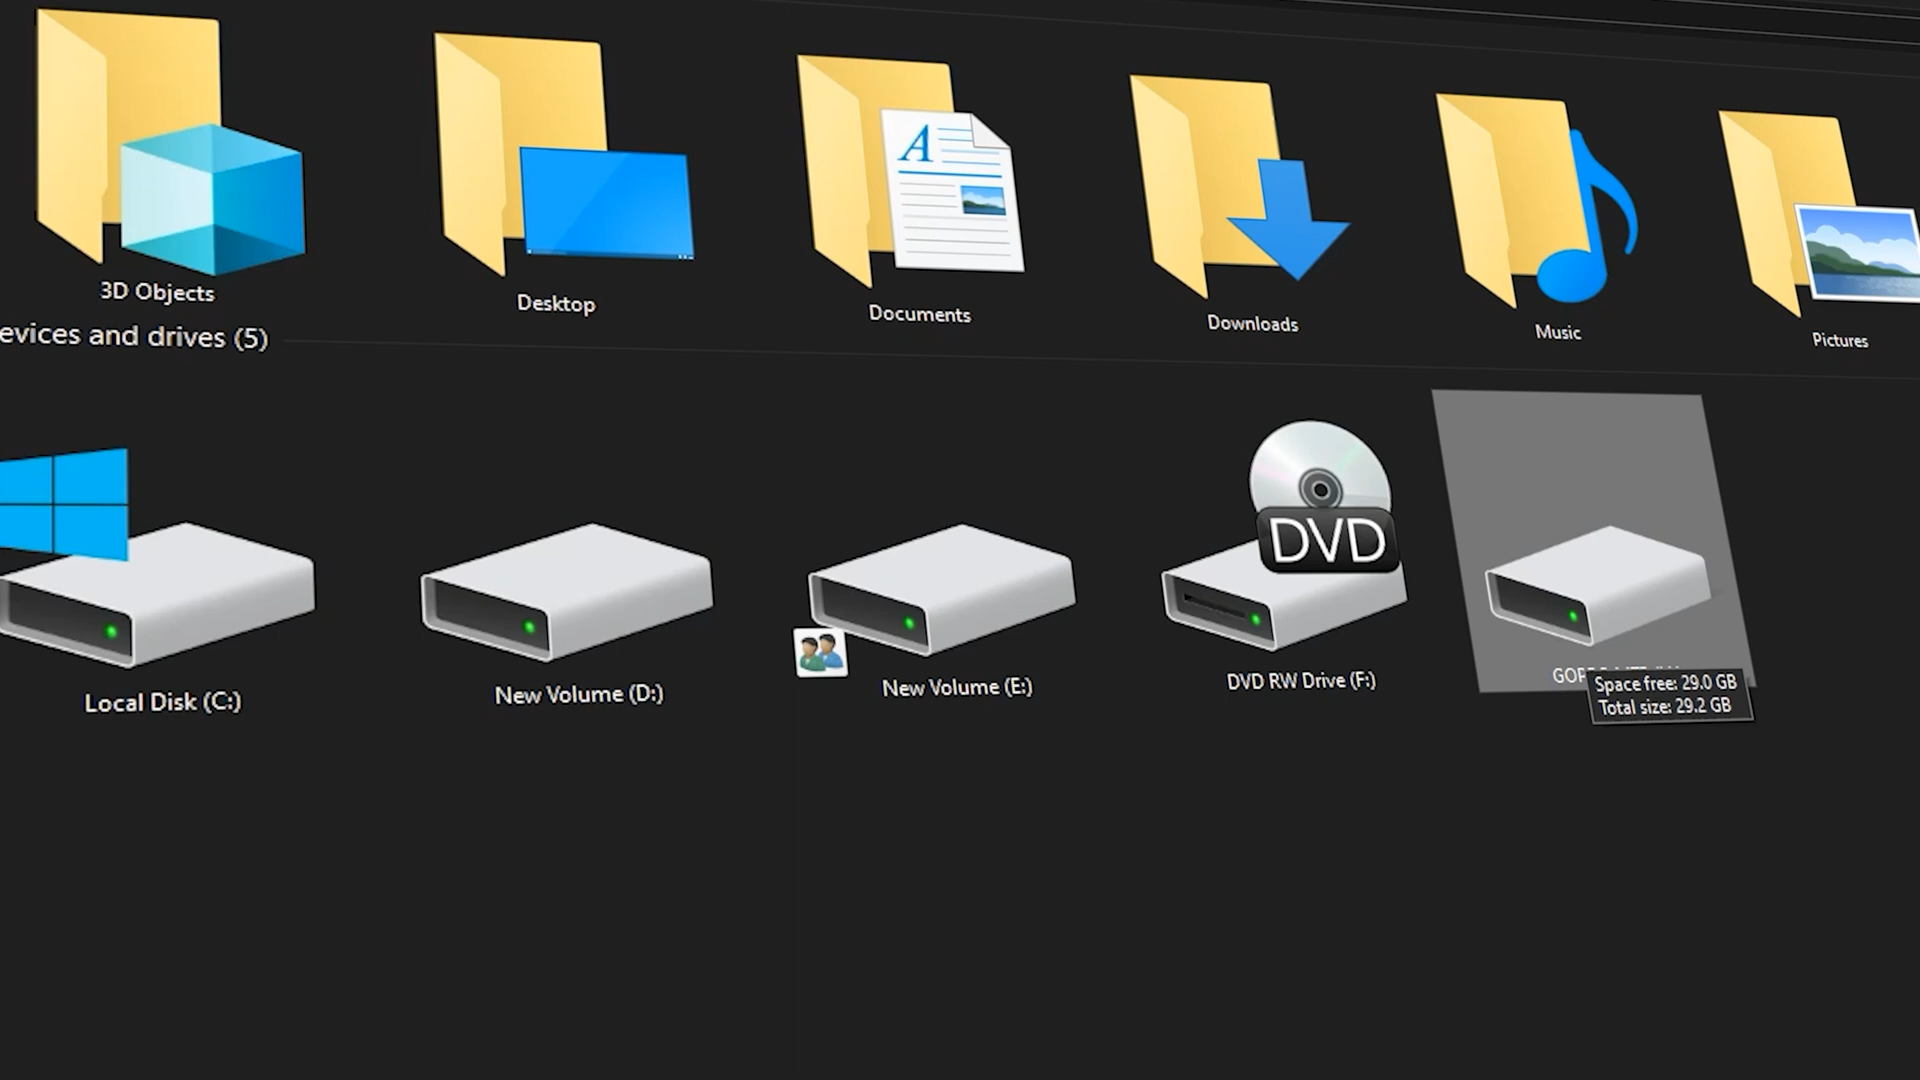 3D Objects
Desktop
Documents
Downloads
Music
Pictures
evices and drives (5)
A
DVD
Local Disk (C:)
New Volume (D:)
New Volume (E:)
DVD RW Drive (F:)
Space free: 29.0 GB
Total size: 29.2 GB